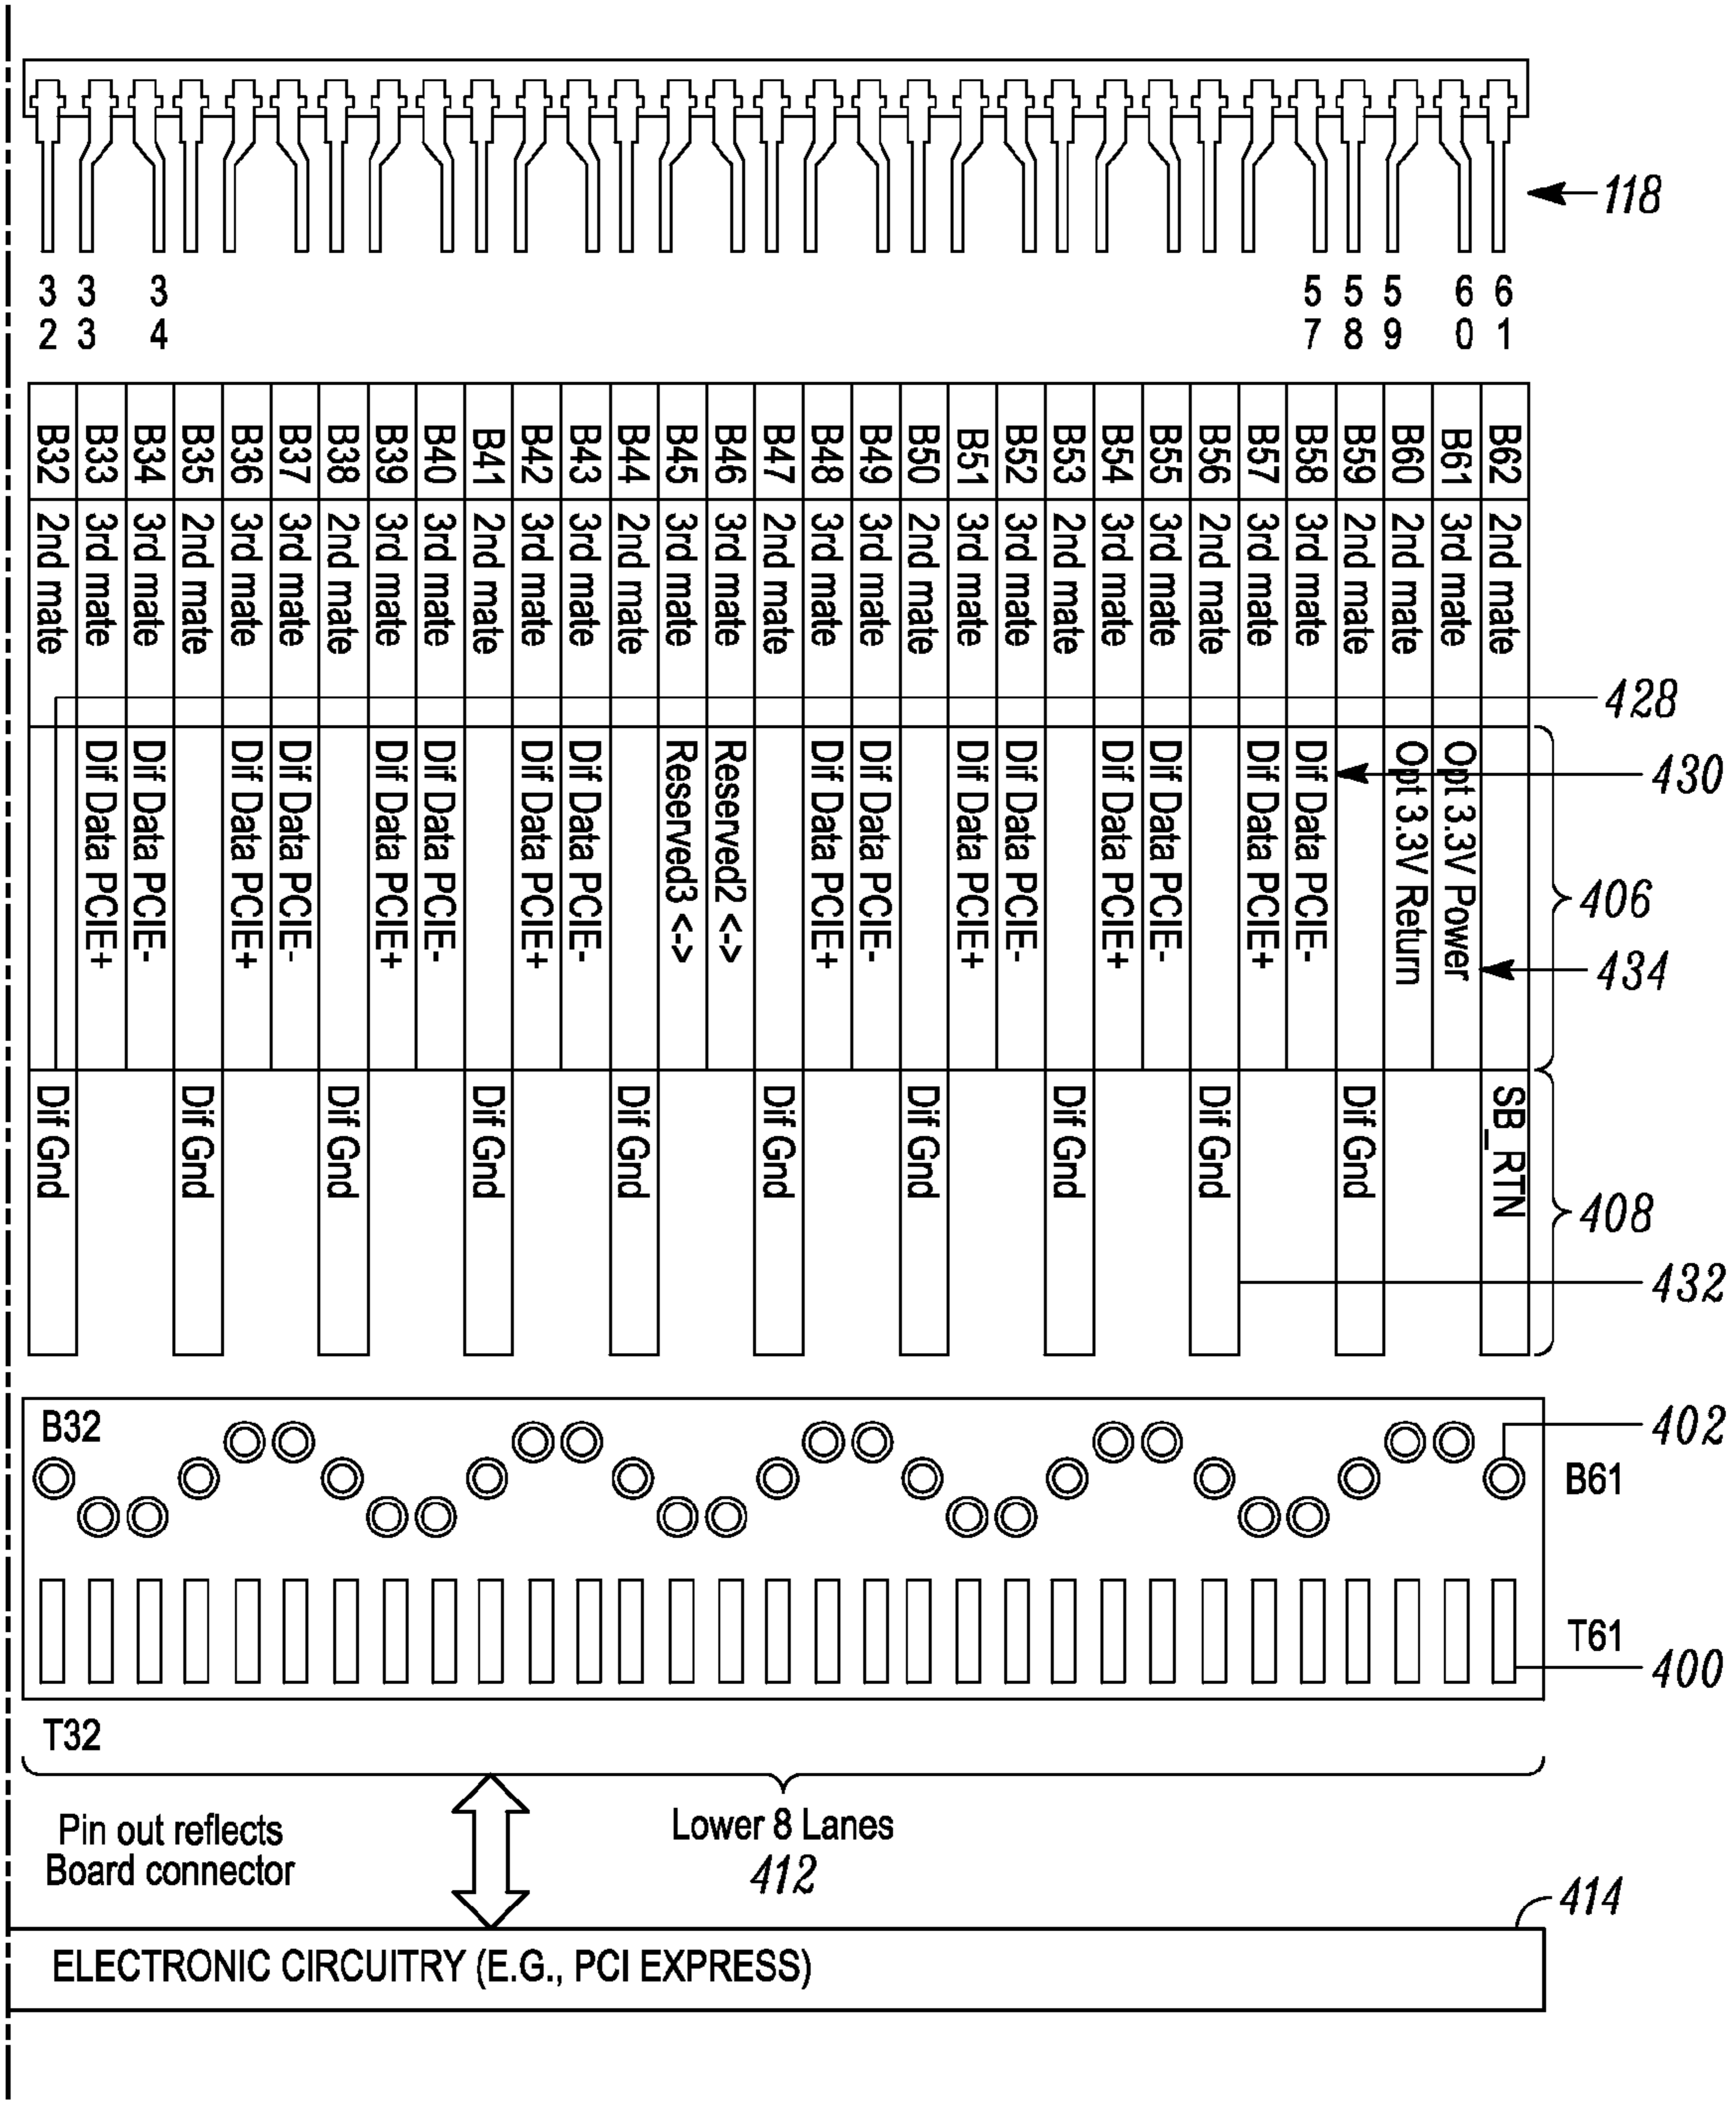 118
3 3 3 5 5 5 6 6
2 3 4 7 8 9 0 1
B32 2nd mate Dif Gnd
B33 3rd mate Dif Data PCIE+
B34 3rd mate Dif Data PCIE-
B35 2nd mate Dif Gnd
B36 3rd mate Dif Data PCIE+
B37 3rd mate Dif Data PCIE-
B38 2nd mate Dif Gnd
B39 3rd mate Dif Data PCIE+
B40 3rd mate Dif Data PCIE-
B41 2nd mate Dif Gnd
B42 3rd mate Dif Data PCIE+
B43 3rd mate Dif Data PCIE-
B44 2nd mate Dif Gnd
B45 3rd mate Reserved3 <->
B46 3rd mate Reserved2 <->
B47 2nd mate Dif Gnd
B48 3rd mate Dif Data PCIE+
B49 3rd mate Dif Data PCIE-
B50 2nd mate Dif Gnd
B51 3rd mate Dif Data PCIE+
B52 3rd mate Dif Data PCIE-
B53 2nd mate Dif Gnd
B54 3rd mate Dif Data PCIE+
B55 3rd mate Dif Data PCIE-
B56 2nd mate Dif Gnd
B57 3rd mate Dif Data PCIE+
B58 3rd mate Dif Data PCIE-
B59 2nd mate Dif Gnd
B60 2nd mate Opt 3.3V Return
B61 3rd mate Opt 3.3V Power
B62 2nd mate SB_RTN
428
430
406
434
408
432
B32
402
B61
T61
400
T32
Pin out reflects
Board connector
Lower 8 Lanes
412
414
ELECTRONIC CIRCUITRY (E.G., PCI EXPRESS)